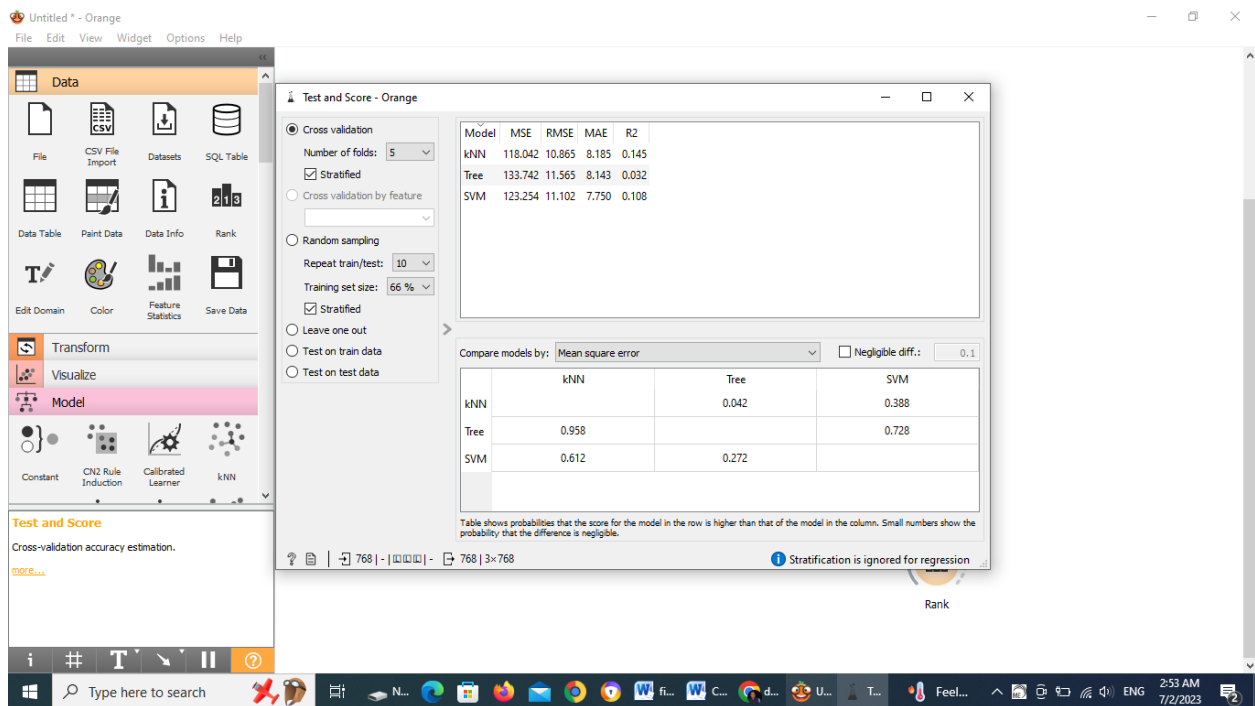 Untitled * - Orange
File Edit View Widget Options Help
Data
File
CSV File Import
Datasets
SQL Table
Data Table
Paint Data
Data Info
Rank
Edit Domain
Color
Feature Statistics
Save Data
Transform
Visualize
Model
Constant
CN2 Rule Induction
Calibrated Learner
kNN
Test and Score
Cross-validation accuracy estimation.
more...
Test and Score - Orange
Cross validation
Number of folds: 5
Stratified
Cross validation by feature
Random sampling
Repeat train/test: 10
Training set size: 66 %
Stratified
Leave one out
Test on train data
Test on test data
Model MSE RMSE MAE R2
kNN 118.042 10.865 8.185 0.145
Tree 133.742 11.565 8.143 0.032
SVM 123.254 11.102 7.750 0.108
Compare models by: Mean square error
Negligible diff.: 0.1
kNN Tree SVM
kNN 0.042 0.388
Tree 0.958 0.728
SVM 0.612 0.272
Table shows probabilities that the score for the model in the row is higher than that of the model in the column. Small numbers show the
probability that the difference is negligible.
768 | - | | - 768 | 3×768
Stratification is ignored for regression
Rank
Type here to search
N... fi... C... d... U... T... Feel... ENG
2:53 AM
7/2/2023
2